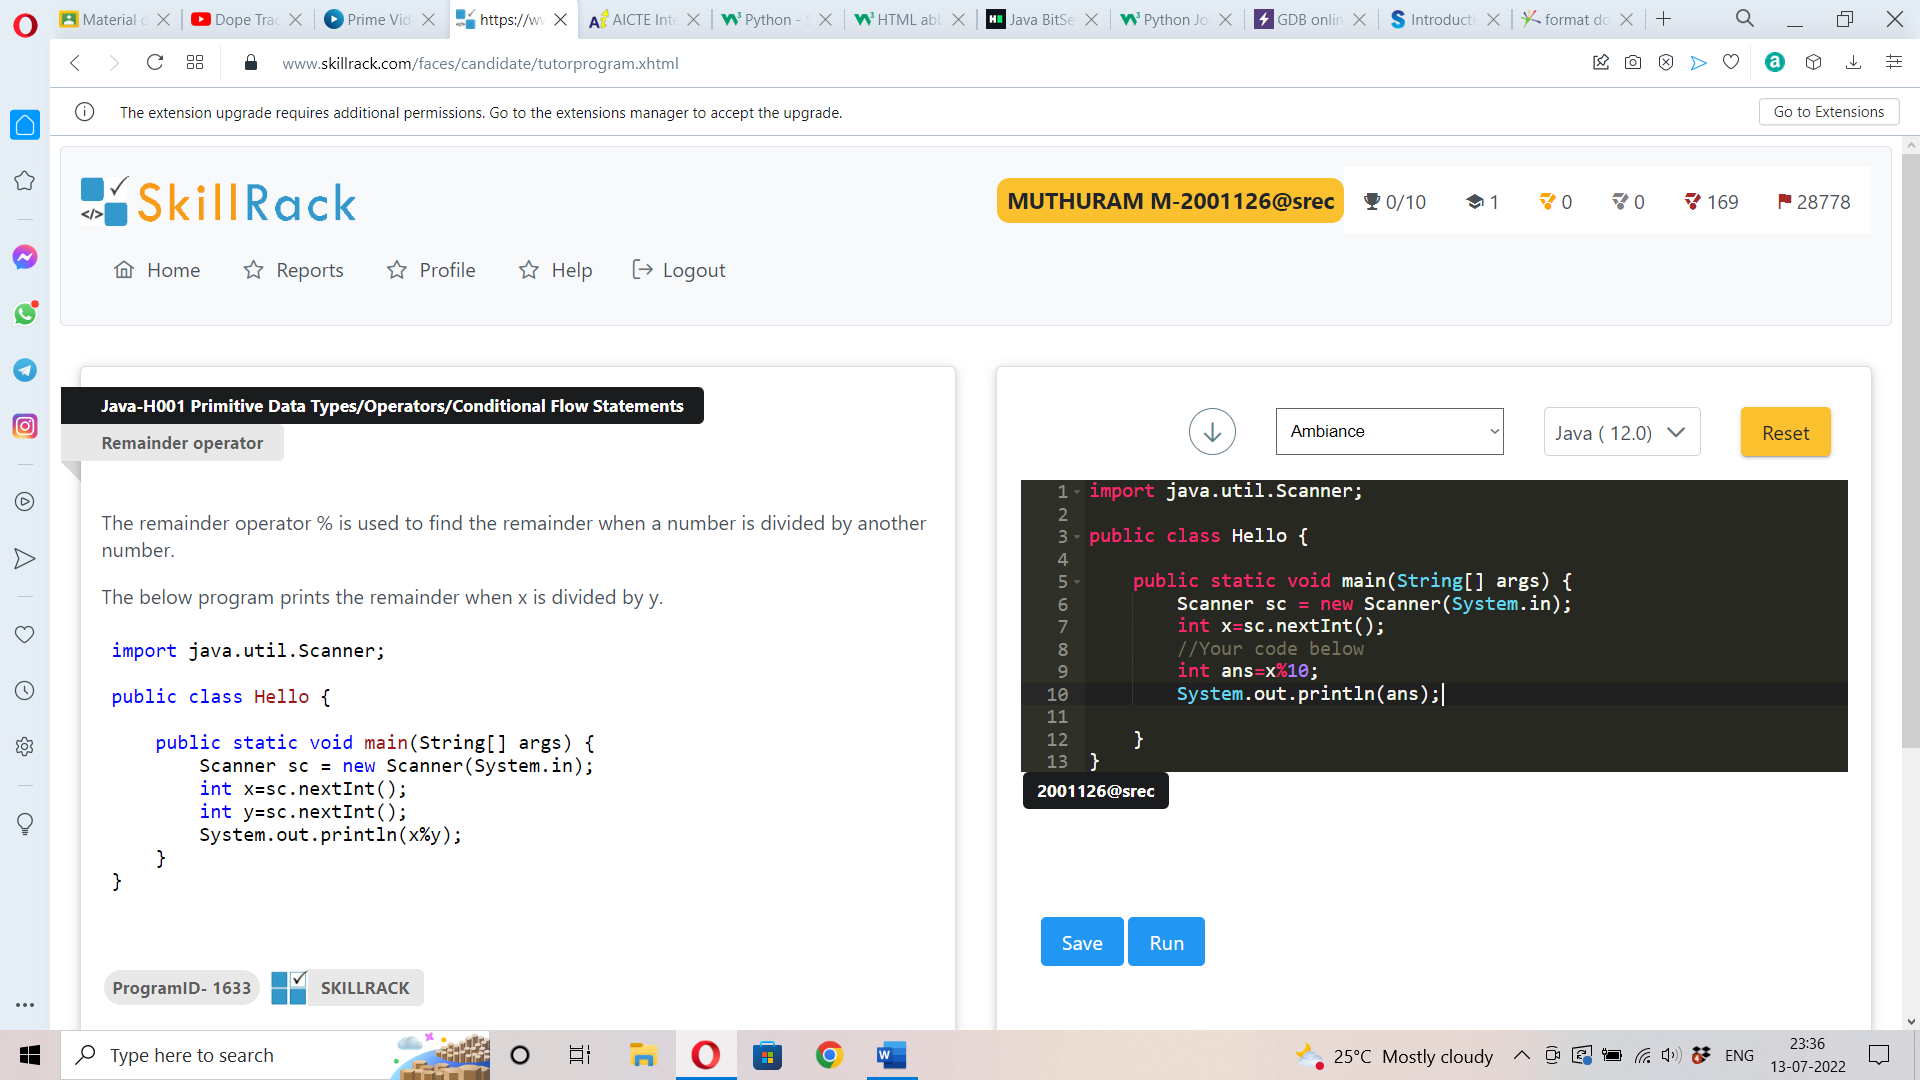 Material
Dope Tra
Prime Vid
https://w
AICTE Inte
Python -
HTML abl
Java BitSe
Python Jo
GDB onlin
Introducti
format do
www.skillrack.com/faces/candidate/tutorprogram.xhtml
The extension upgrade requires additional permissions. Go to the extensions manager to accept the upgrade.
Go to Extensions
SkillRack
MUTHURAM M-2001126@srec
0/10
1
0
0
169
28778
Home
Reports
Profile
Help
Logout
Java-H001 Primitive Data Types/Operators/Conditional Flow Statements
Remainder operator
The remainder operator % is used to find the remainder when a number is divided by another
number.
The below program prints the remainder when x is divided by y.
import java.util.Scanner;
public class Hello {
public static void main(String[] args) {
Scanner sc = new Scanner(System.in);
int x=sc.nextInt();
int y=sc.nextInt();
System.out.println(x%y);
}
}
ProgramID- 1633
SKILLRACK
Ambiance
Java ( 12.0)
Reset
1 import java.util.Scanner;
2
3 public class Hello {
4
5 public static void main(String[] args) {
6 Scanner sc = new Scanner(System.in);
7 int x=sc.nextInt();
8 //Your code below
9 int ans=x%10;
10 System.out.println(ans);
11
12 }
13 }
2001126@srec
Save
Run
Type here to search
25°C Mostly cloudy
ENG
23:36
13-07-2022